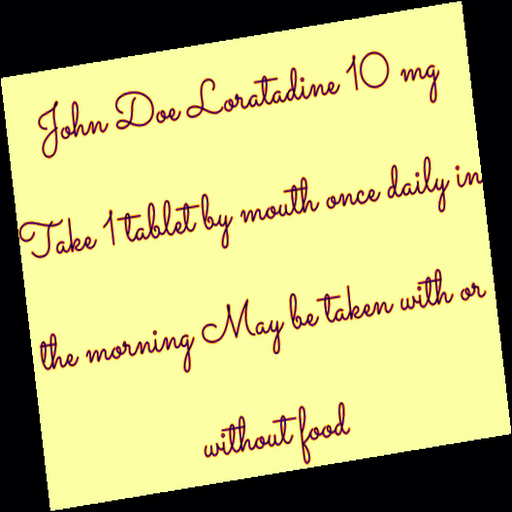 John Doe Loratadine 10 mg
Take 1 tablet by mouth once daily in
the morning May be taken with or
without food